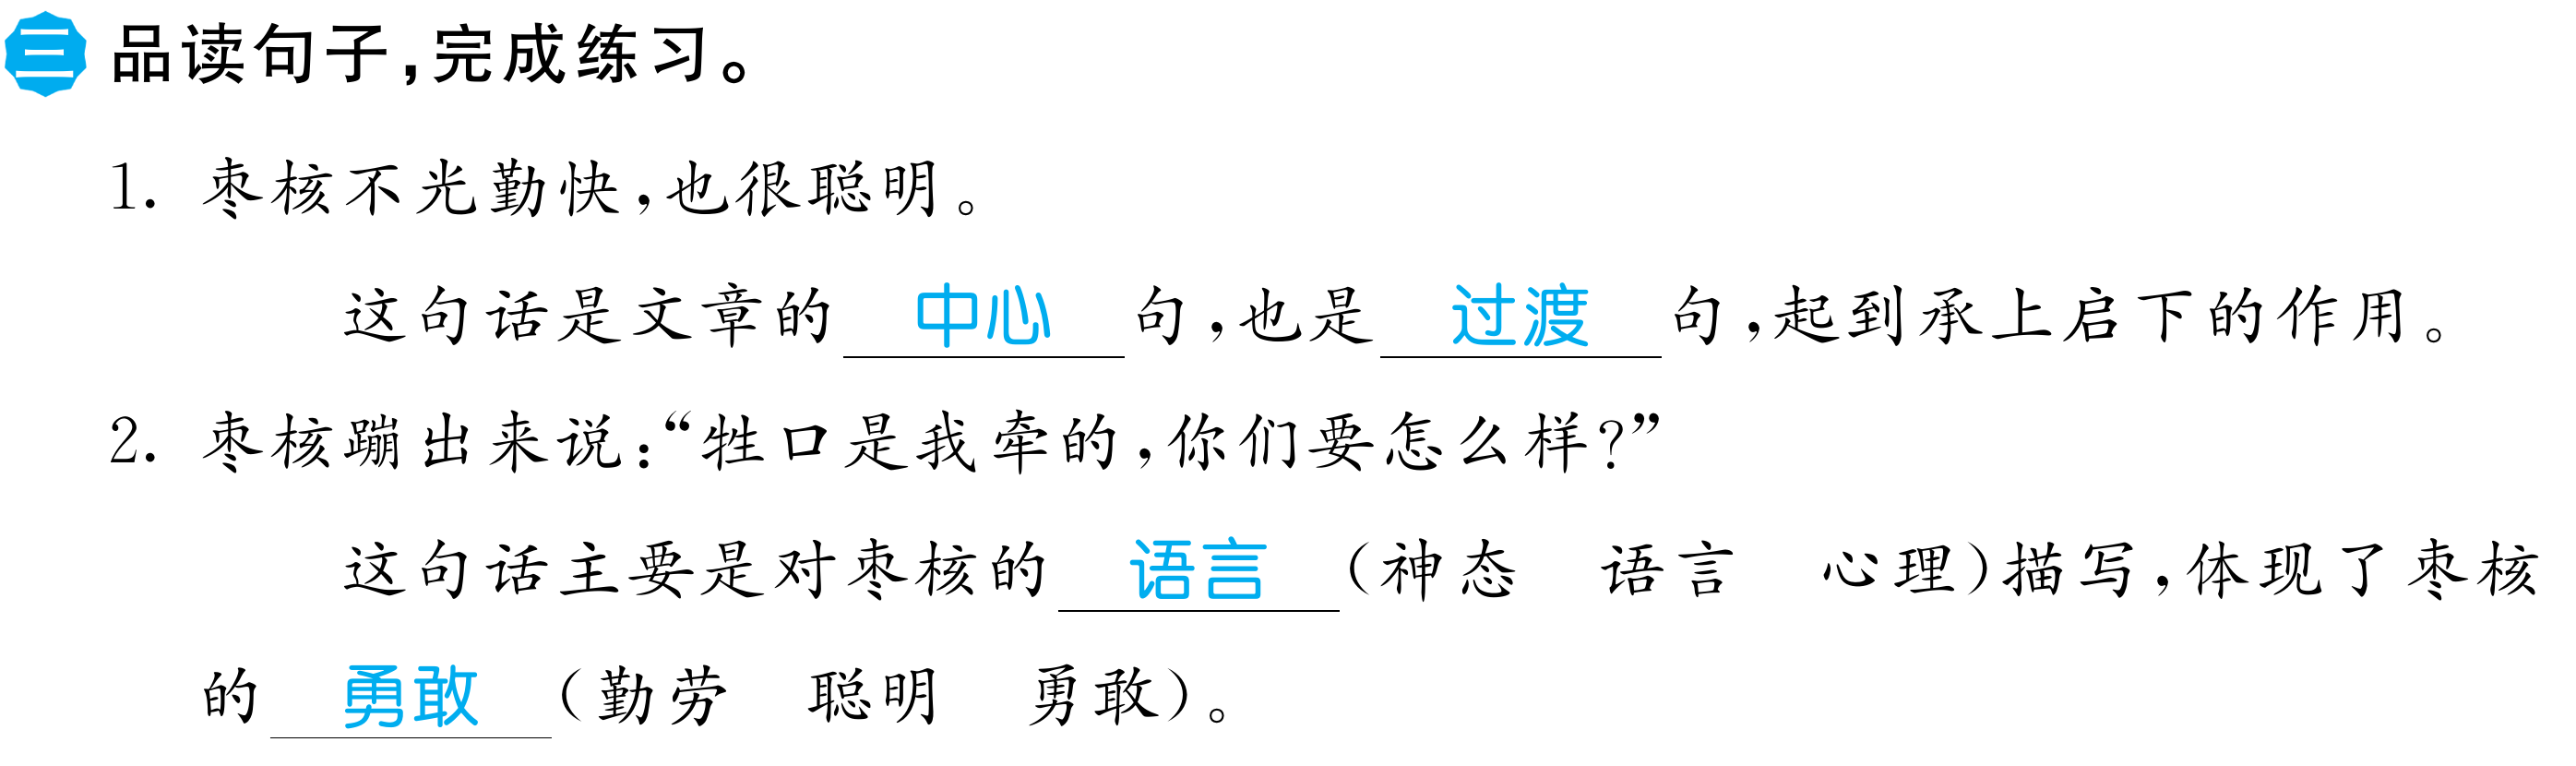 三 品读句子,完成练习。
1. 枣核不光勤快,也很聪明。
这句话是文章的 中心 句,也是 过渡 句,起到承上启下的作用。
2. 枣核蹦出来说:“牲口是我牵的,你们要怎么样?”
这句话主要是对枣核的 语言 (神态 语言 心理)描写,体现了枣核
的 勇敢 (勤劳 聪明 勇敢)。